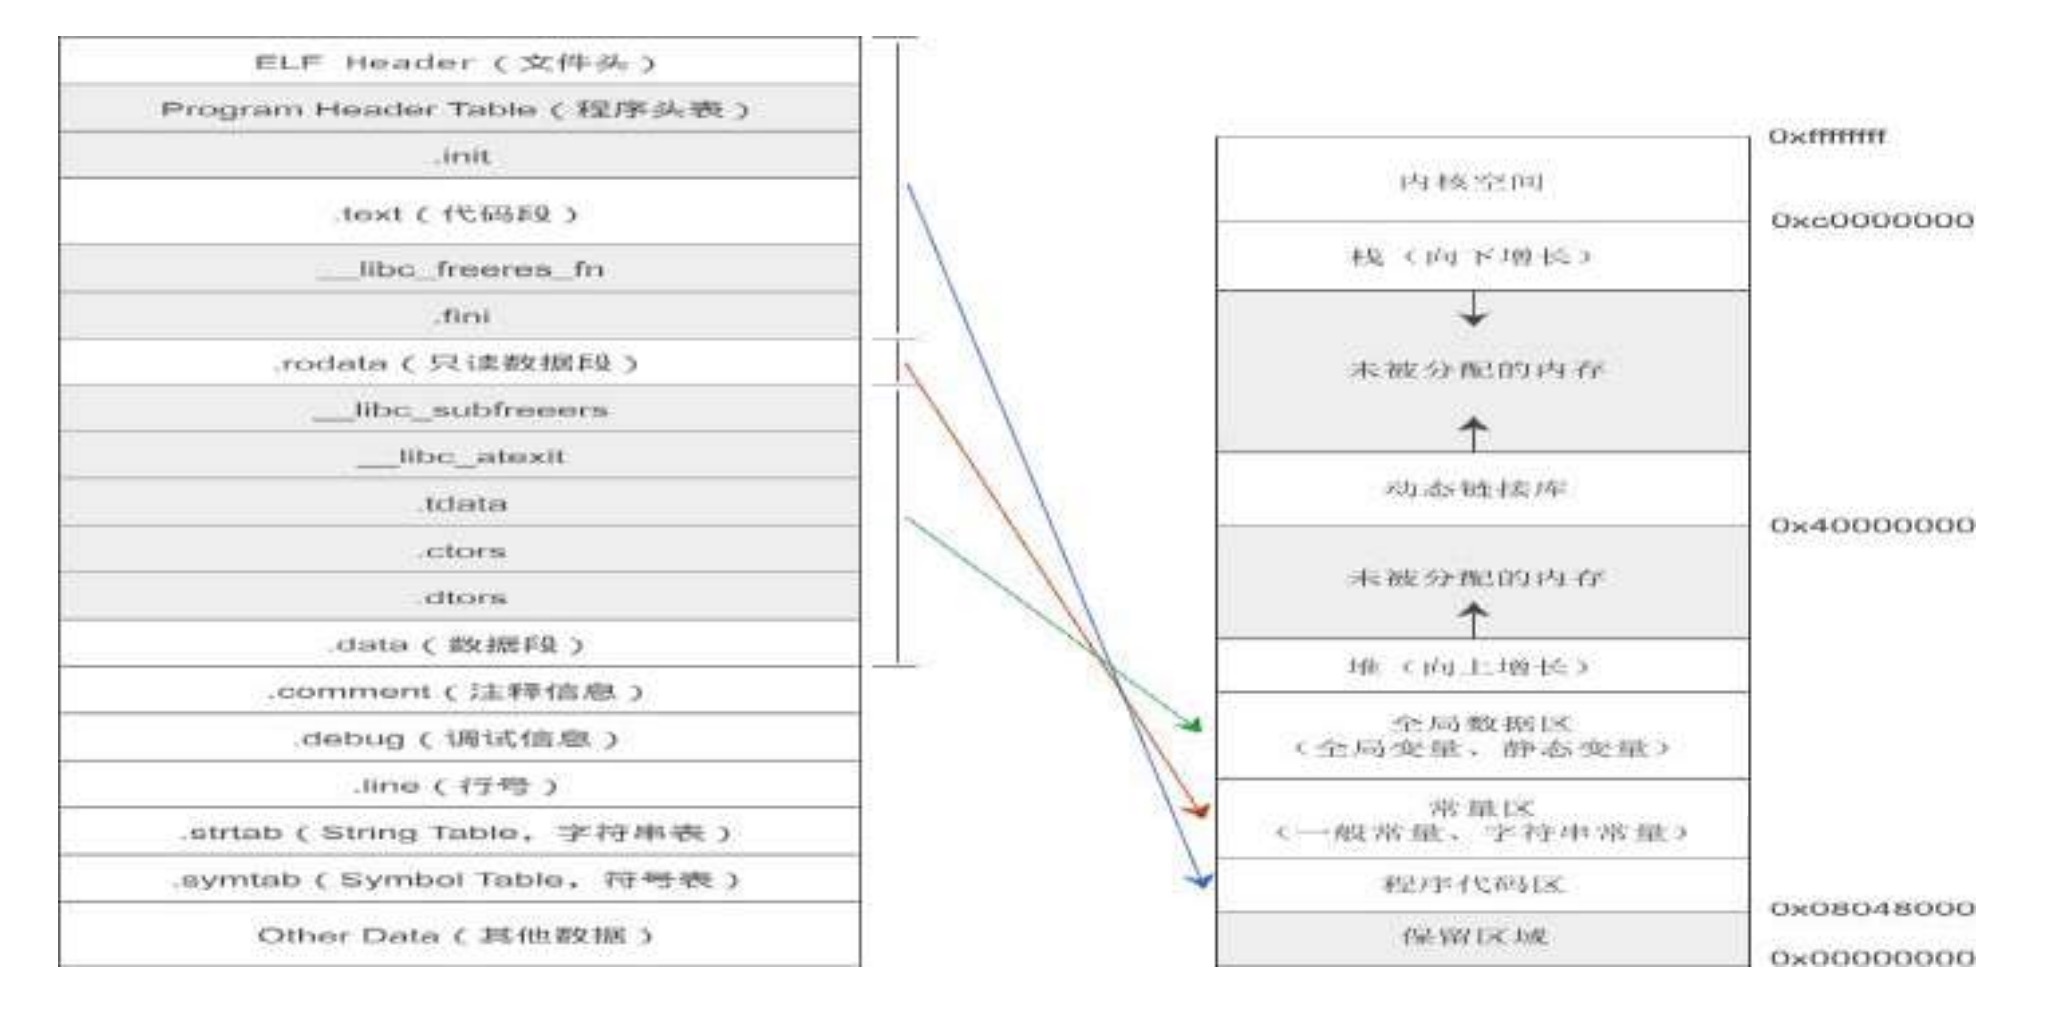 ELF Header ( 文件头 )
Program Header Table ( 程序头表 )
.init
.text ( 代码段 )
__libc_freeres_fn
.fini
.rodata ( 只读数据段 )
__libc_subfreeers
__libc_atexit
.tdata
.ctors
.dtors
.data ( 数据段 )
.comment ( 注释信息 )
.debug ( 调试信息 )
.line ( 行号 )
.strtab ( String Table，字符串表 )
.symtab ( Symbol Table，符号表 )
Other Data ( 其他数据 )
0xffffffff
内核空间
0xc0000000
栈（向下增长）
未被分配的内存
动态链接库
0x40000000
未被分配的内存
堆（向上增长）
全局数据区
（全局变量、静态变量）
常量区
（一般常量、字符串常量）
程序代码区
0x08048000
保留区域
0x00000000